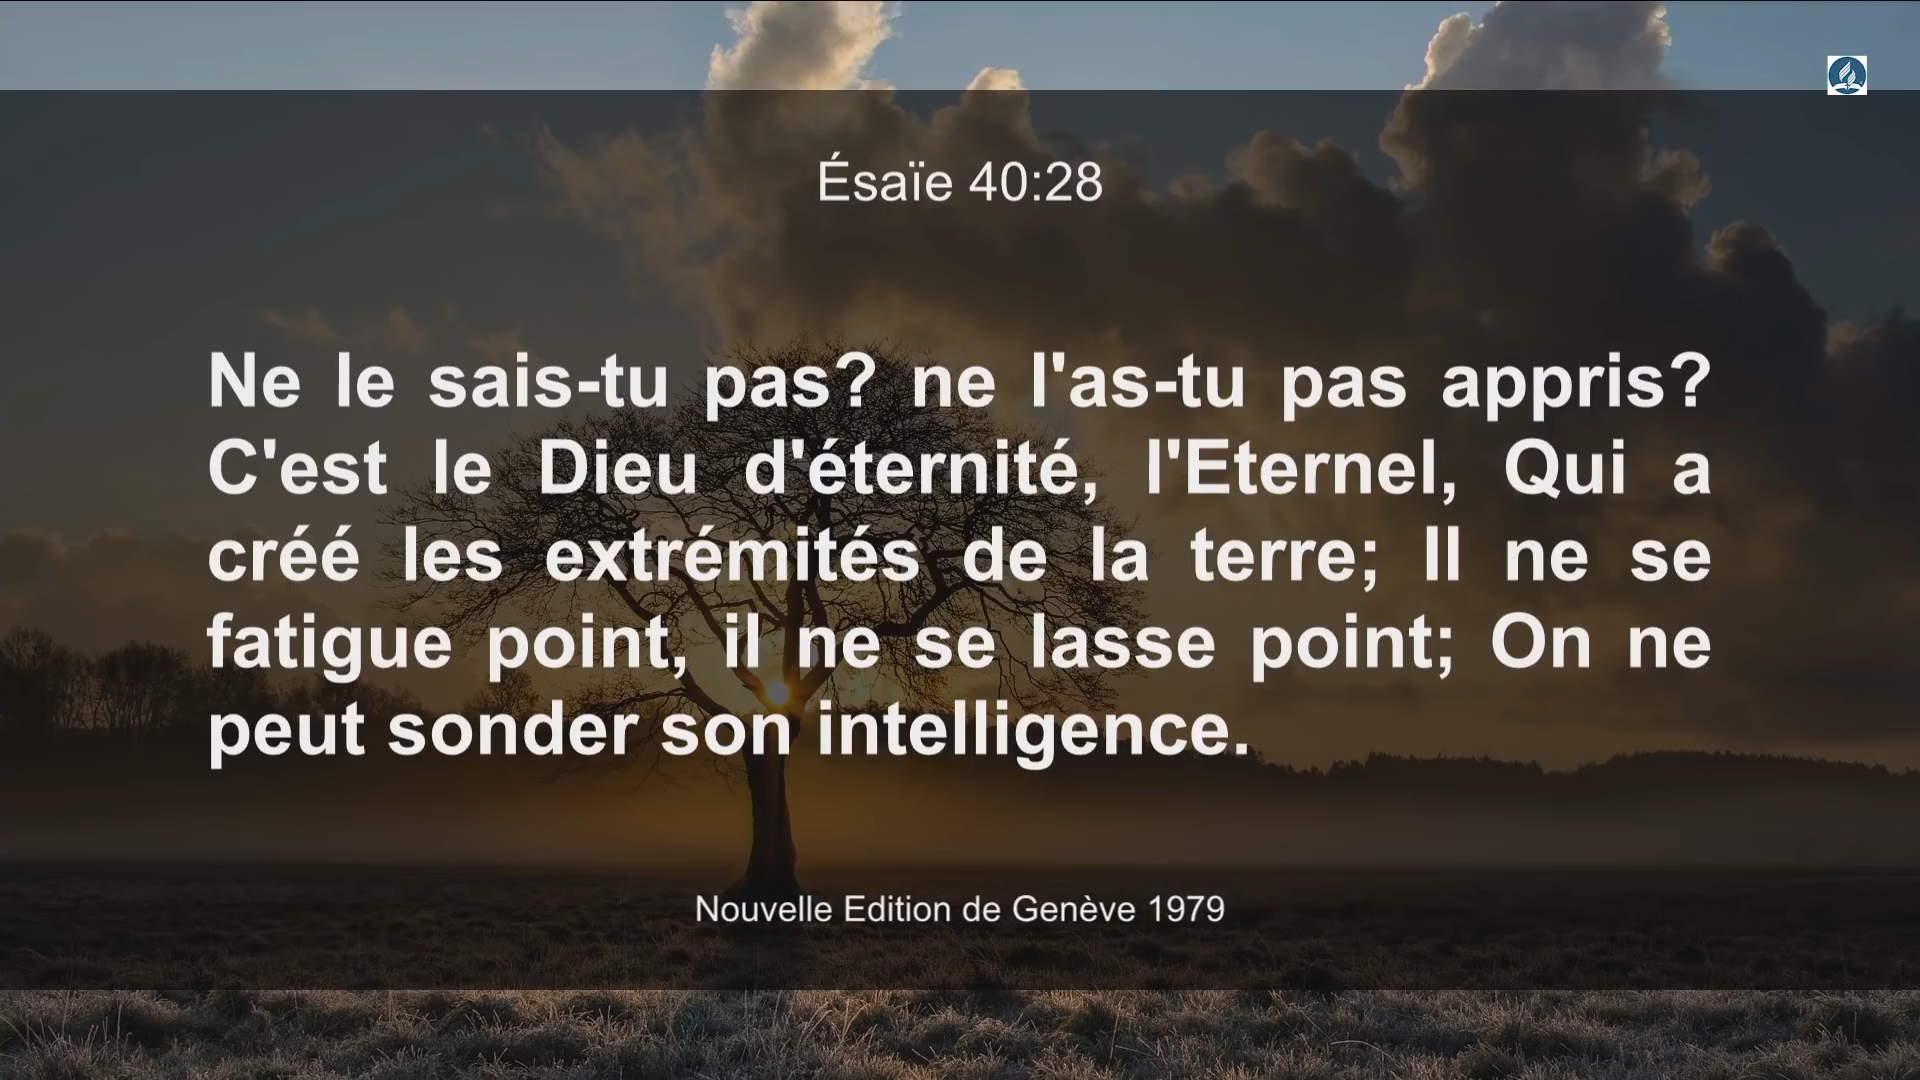 Ésaïe 40:28
Ne le sais-tu pas? ne l'as-tu pas appris?
C'est le Dieu d'éternité, l'Eternel, Qui a
créé les extrémités de la terre; Il ne se
fatigue point, il ne se lasse point; On ne
peut sonder son intelligence.
Nouvelle Edition de Genève 1979